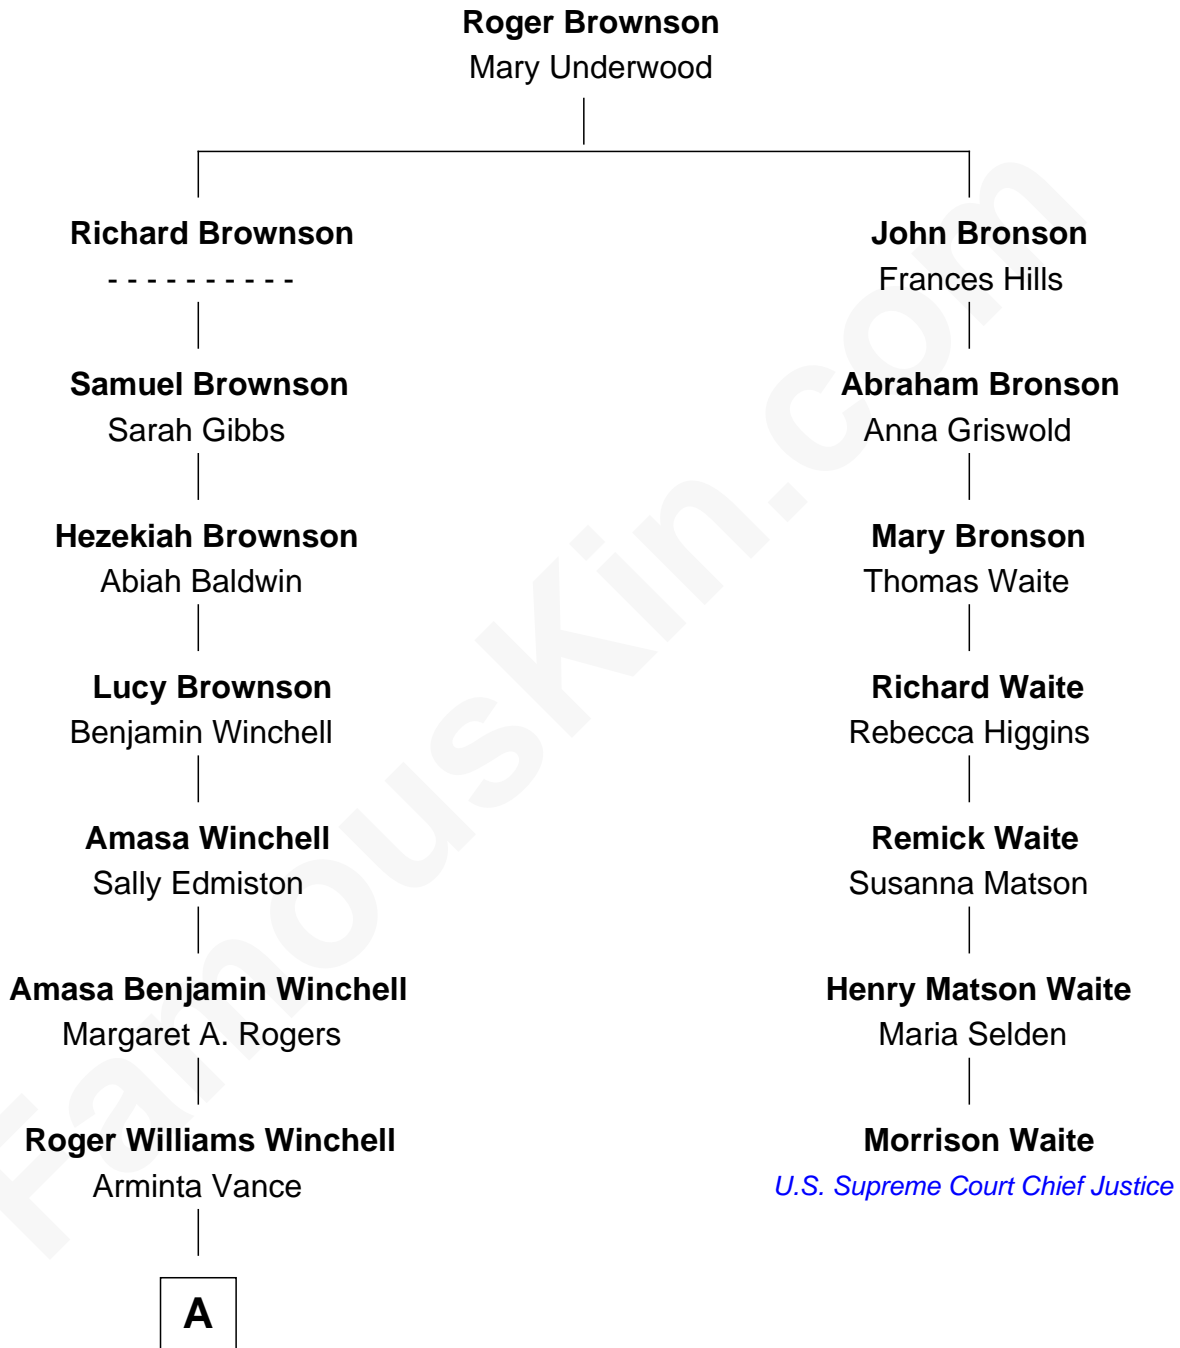 Roger Brownson
Mary Underwood
Richard Brownson
- - - - - - - - - -
Samuel Brownson
Sarah Gibbs
Hezekiah Brownson
Abiah Baldwin
Lucy Brownson
Benjamin Winchell
Amasa Winchell
Sally Edmiston
Amasa Benjamin Winchell
Margaret A. Rogers
Roger Williams Winchell
Arminta Vance
A
John Bronson
Frances Hills
Abraham Bronson
Anna Griswold
Mary Bronson
Thomas Waite
Richard Waite
Rebecca Higgins
Remick Waite
Susanna Matson
Henry Matson Waite
Maria Selden
Morrison Waite
U.S. Supreme Court Chief Justice
FamousKin.com